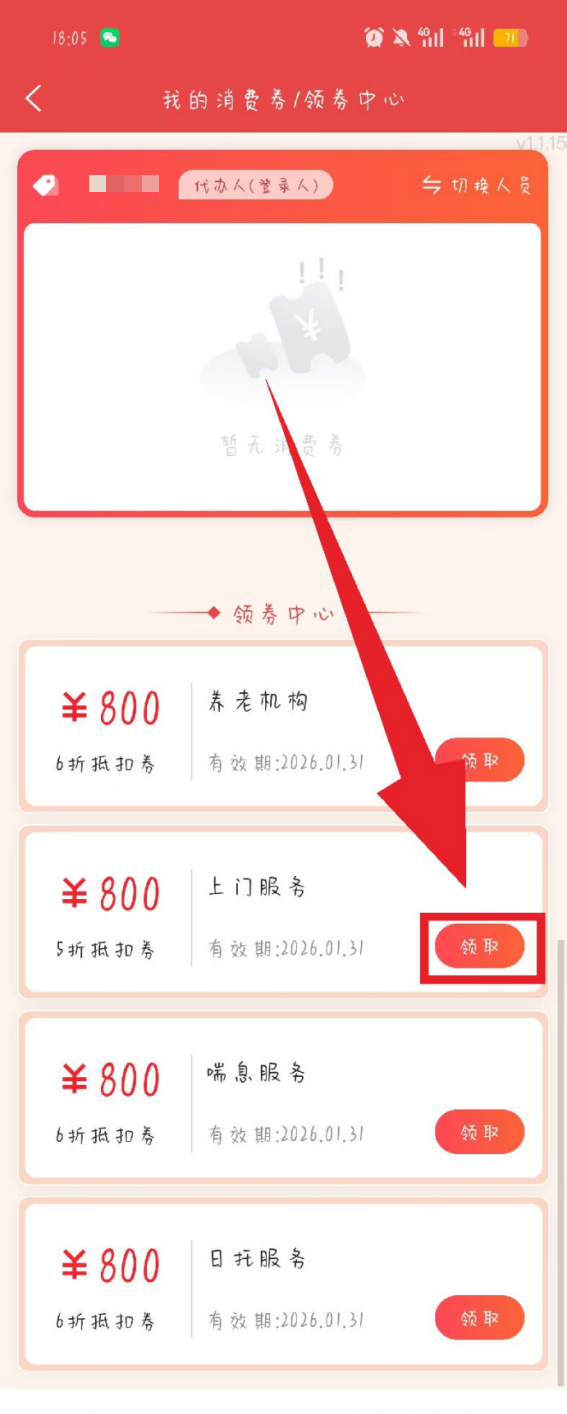 18:05
4G
4G
71
我的消费券/领券中心
v1.1.15
代办人(登录人)
切换人员
暂无消费券
领券中心
¥800
养老机构
6折抵扣券
有效期:2026.01.31
领取
¥800
上门服务
5折抵扣券
有效期:2026.01.31
领取
¥800
喘息服务
6折抵扣券
有效期:2026.01.31
领取
¥800
日托服务
6折抵扣券
有效期:2026.01.31
领取